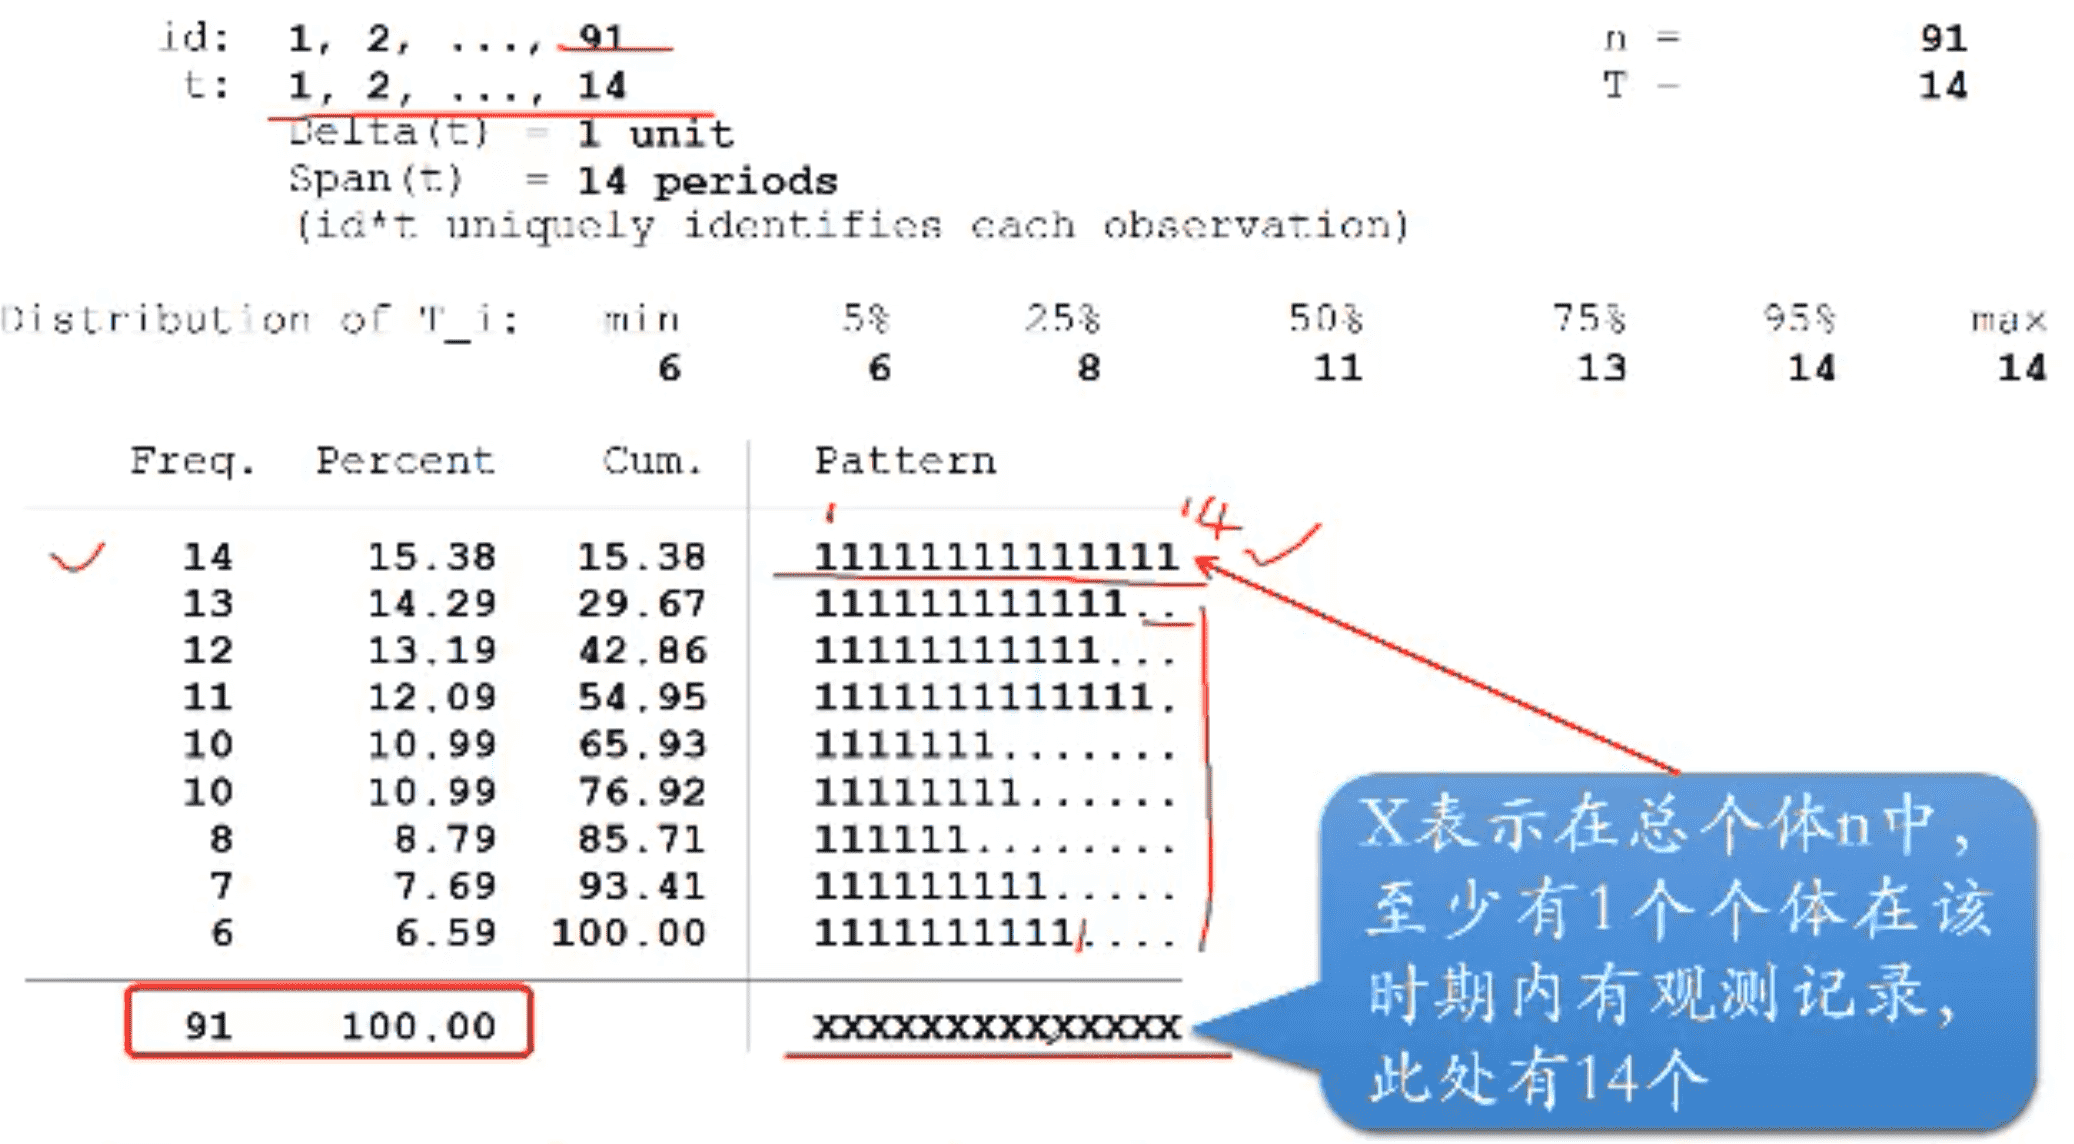 id: 1, 2, ..., 91 n = 91
t: 1, 2, ..., 14 T = 14
Delta(t) = 1 unit
Span(t) = 14 periods
(id*t uniquely identifies each observation)
Distribution of T_i: min 5% 25% 50% 75% 95% max
6 6 8 11 13 14 14
Freq. Percent Cum. Pattern
1 14
14 15.38 15.38 11111111111111
13 14.29 29.67 111111111111..
12 13.19 42.86 11111111111...
11 12.09 54.95 1111111111111.
10 10.99 65.93 1111111.......
10 10.99 76.92 11111111......
8 8.79 85.71 111111........
7 7.69 93.41 111111111.....
6 6.59 100.00 1111111111....
91 100.00 XXXXXXXXXXXXXX
X表示在总个体n中，
至少有1个个体在该
时期内有观测记录，
此处有14个